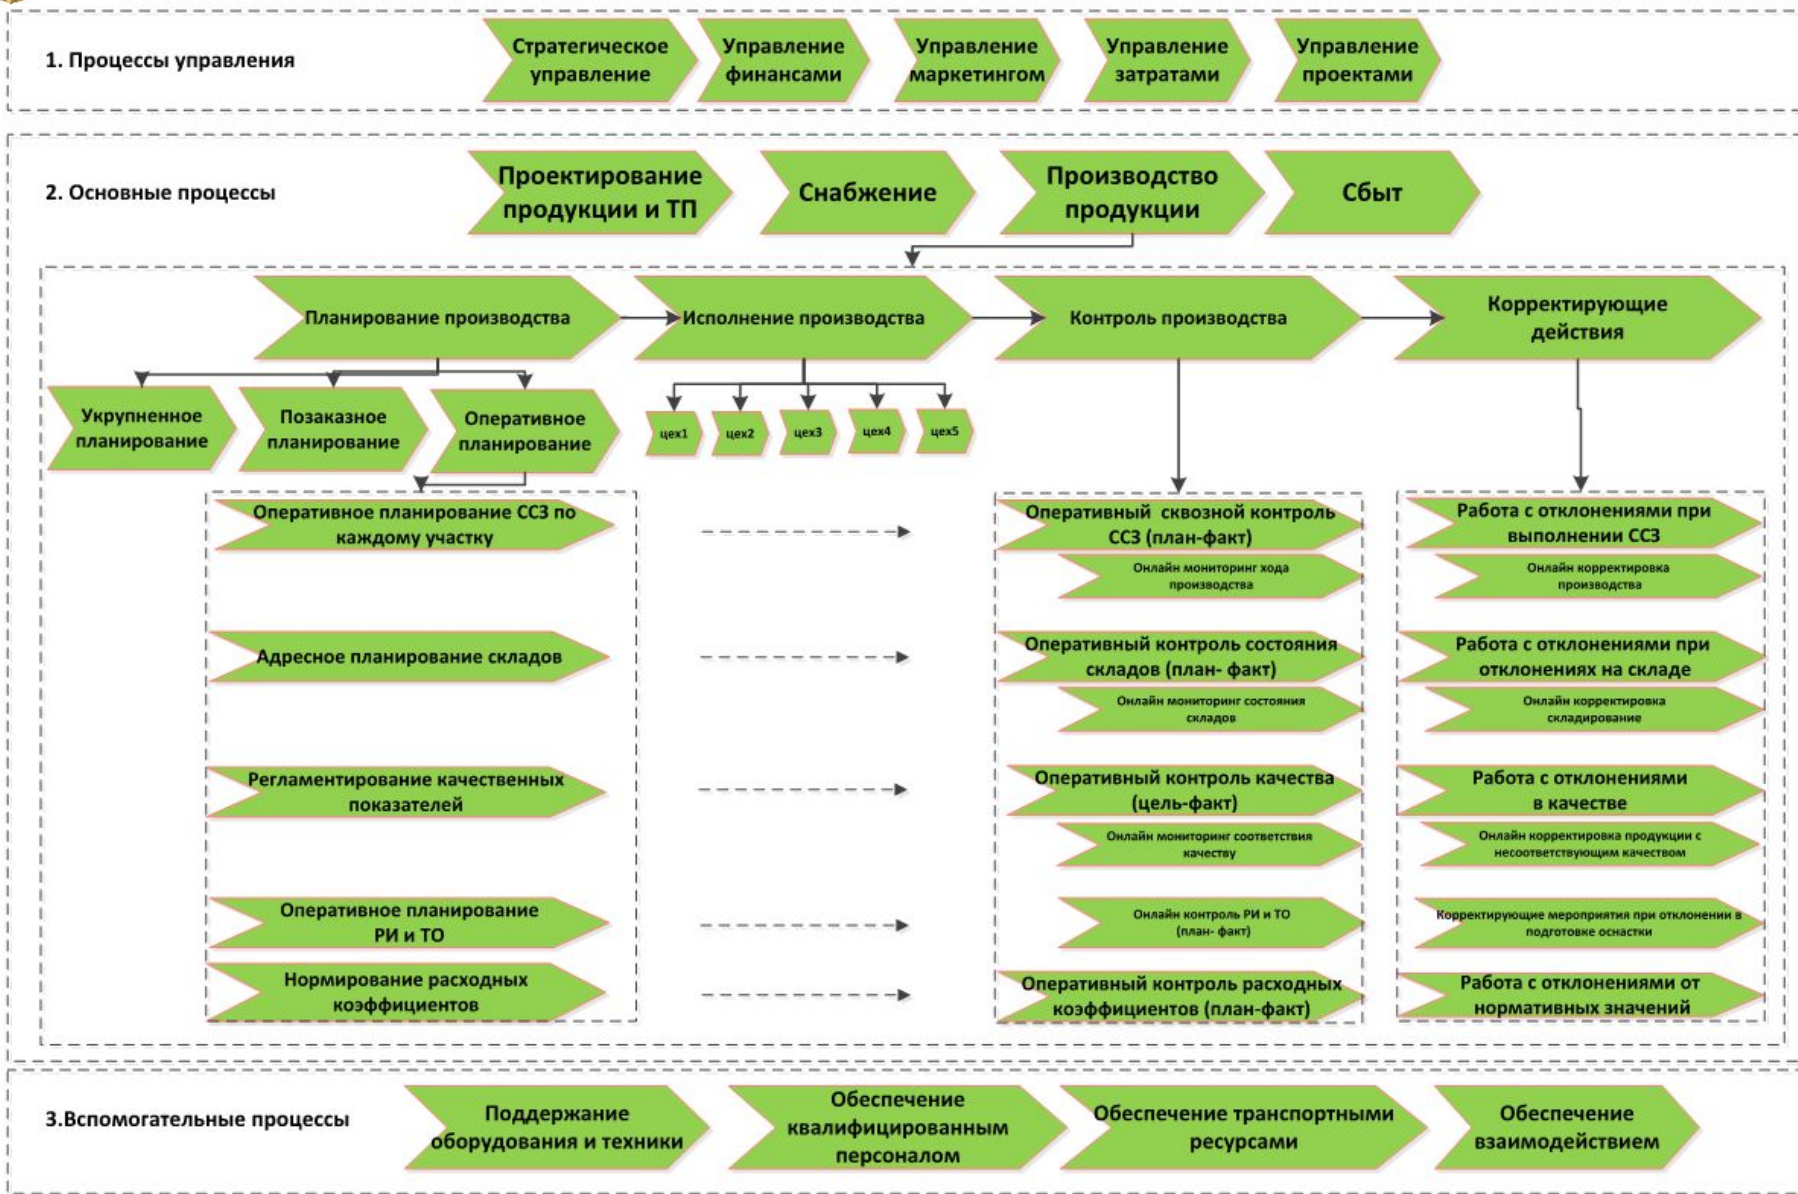 1. Процессы управления
Стратегическое
управление
Управление
финансами
Управление
маркетингом
Управление
затратами
Управление
проектами
2. Основные процессы
Проектирование
продукции и ТП
Снабжение
Производство
продукции
Сбыт
Планирование производства
Исполнение производства
Контроль производства
Корректирующие
действия
Укрупненное
планирование
Позаказное
планирование
Оперативное
планирование
цех1
цех2
цех3
цех4
цех5
Оперативное планирование ССЗ по
каждому участку
Оперативный сквозной контроль
ССЗ (план-факт)
Работа с отклонениями при
выполнении ССЗ
Онлайн мониторинг хода
производства
Онлайн корректировка
производства
Адресное планирование складов
Оперативный контроль состояния
складов (план- факт)
Работа с отклонениями при
отклонениях на складе
Онлайн мониторинг состояния
складов
Онлайн корректировка
складирование
Регламентирование качественных
показателей
Оперативный контроль качества
(цель-факт)
Работа с отклонениями
в качестве
Онлайн мониторинг соответствия
качеству
Онлайн корректировка продукции с
несоответствующим качеством
Оперативное планирование
РИ и ТО
Онлайн контроль РИ и ТО
(план- факт)
Корректирующие мероприятия при отклонении в
подготовке оснастки
Нормирование расходных
коэффициентов
Оперативный контроль расходных
коэффициентов (план-факт)
Работа с отклонениями от
нормативных значений
3.Вспомогательные процессы
Поддержание
оборудования и техники
Обеспечение
квалифицированным
персоналом
Обеспечение транспортными
ресурсами
Обеспечение
взаимодействием